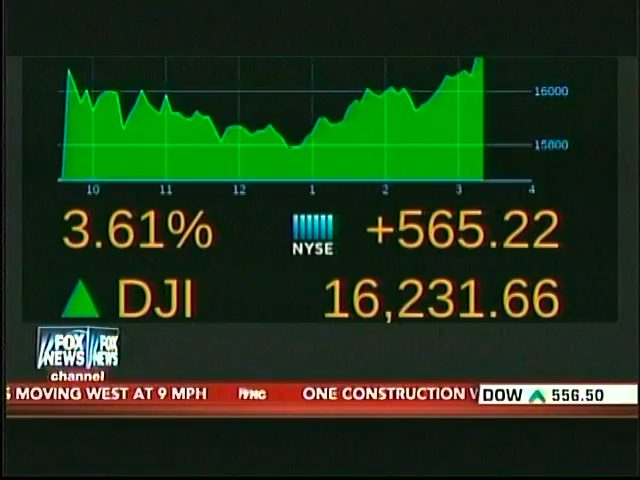 16000
15800
10 11 12 1 2 3 4
3.61% NYSE +565.22
DJI 16,231.66
FOX NEWS FOX NEWS
channel
MOVING WEST AT 9 MPH ONE CONSTRUCTION DOW 556.50